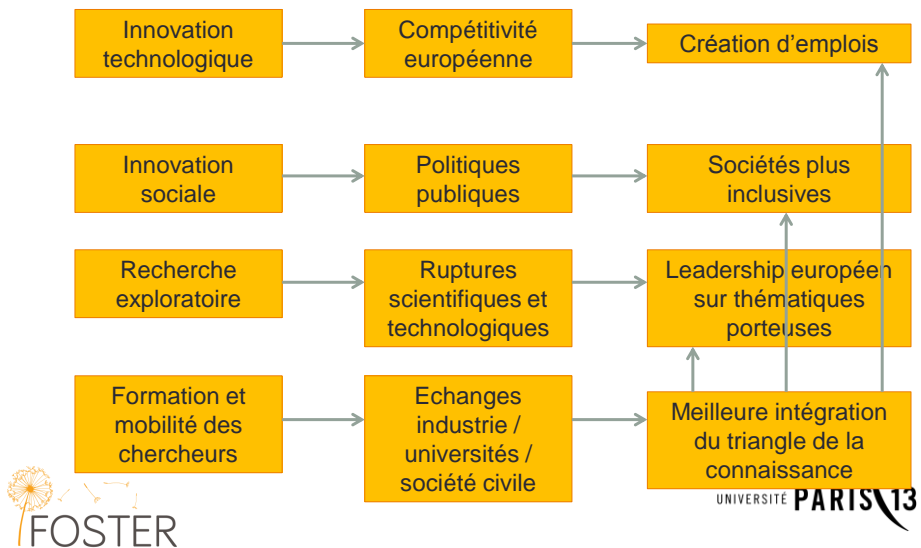 Innovation
technologique
Compétitivité
européenne
Création d'emplois
Innovation
sociale
Politiques
publiques
Sociétés plus
inclusives
Recherche
exploratoire
Ruptures
scientifiques et
technologiques
Leadership européen
sur thématiques
porteuses
Formation et
mobilité des
chercheurs
Echanges
industrie /
universités /
société civile
Meilleure intégration
du triangle de la
connaissance
FOSTER
UNIVERSITÉ PARIS 13